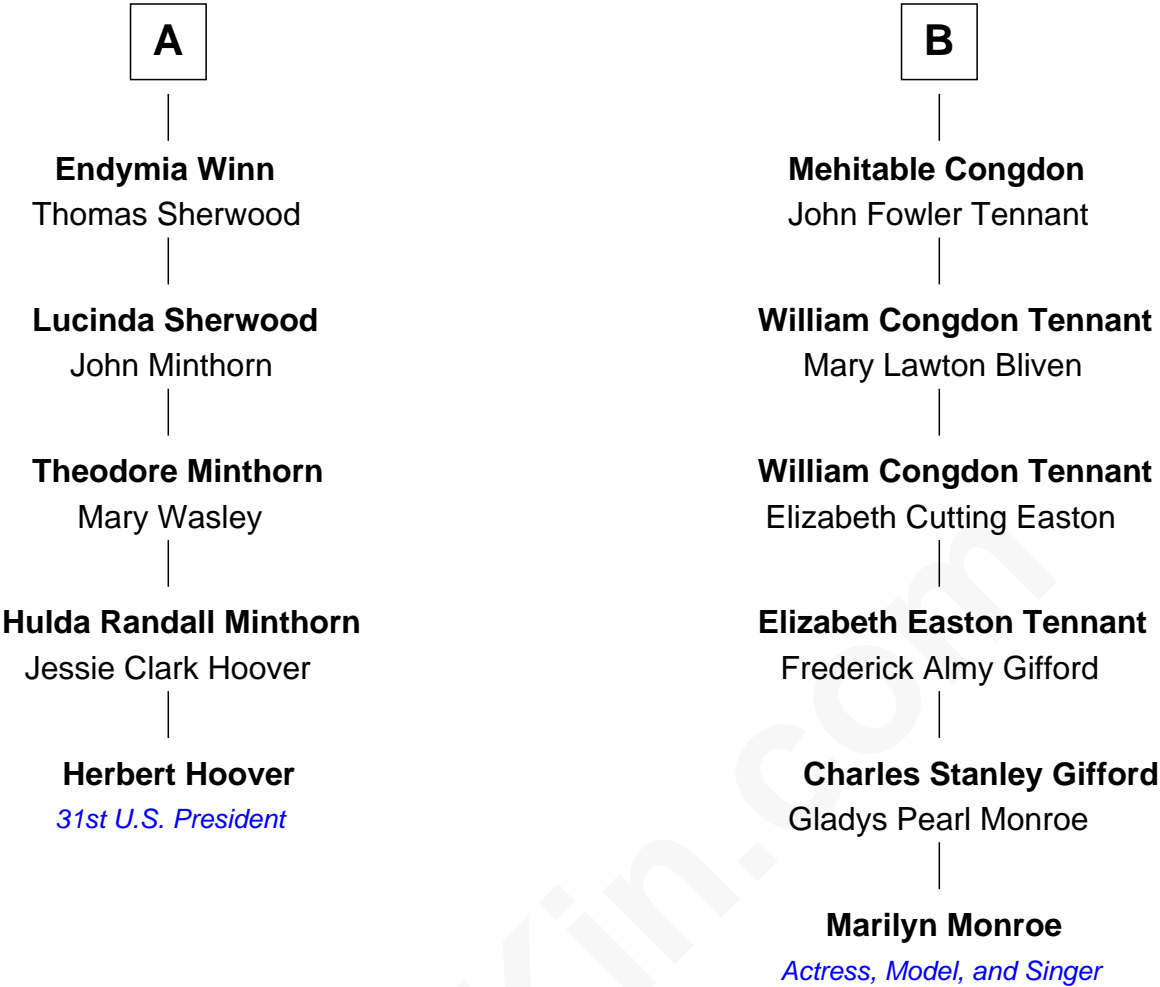 A
Endymia Winn
Thomas Sherwood
Lucinda Sherwood
John Minthorn
Theodore Minthorn
Mary Wasley
Hulda Randall Minthorn
Jessie Clark Hoover
Herbert Hoover
31st U.S. President
B
Mehitable Congdon
John Fowler Tennant
William Congdon Tennant
Mary Lawton Bliven
William Congdon Tennant
Elizabeth Cutting Easton
Elizabeth Easton Tennant
Frederick Almy Gifford
Charles Stanley Gifford
Gladys Pearl Monroe
Marilyn Monroe
Actress, Model, and Singer
Kin.com